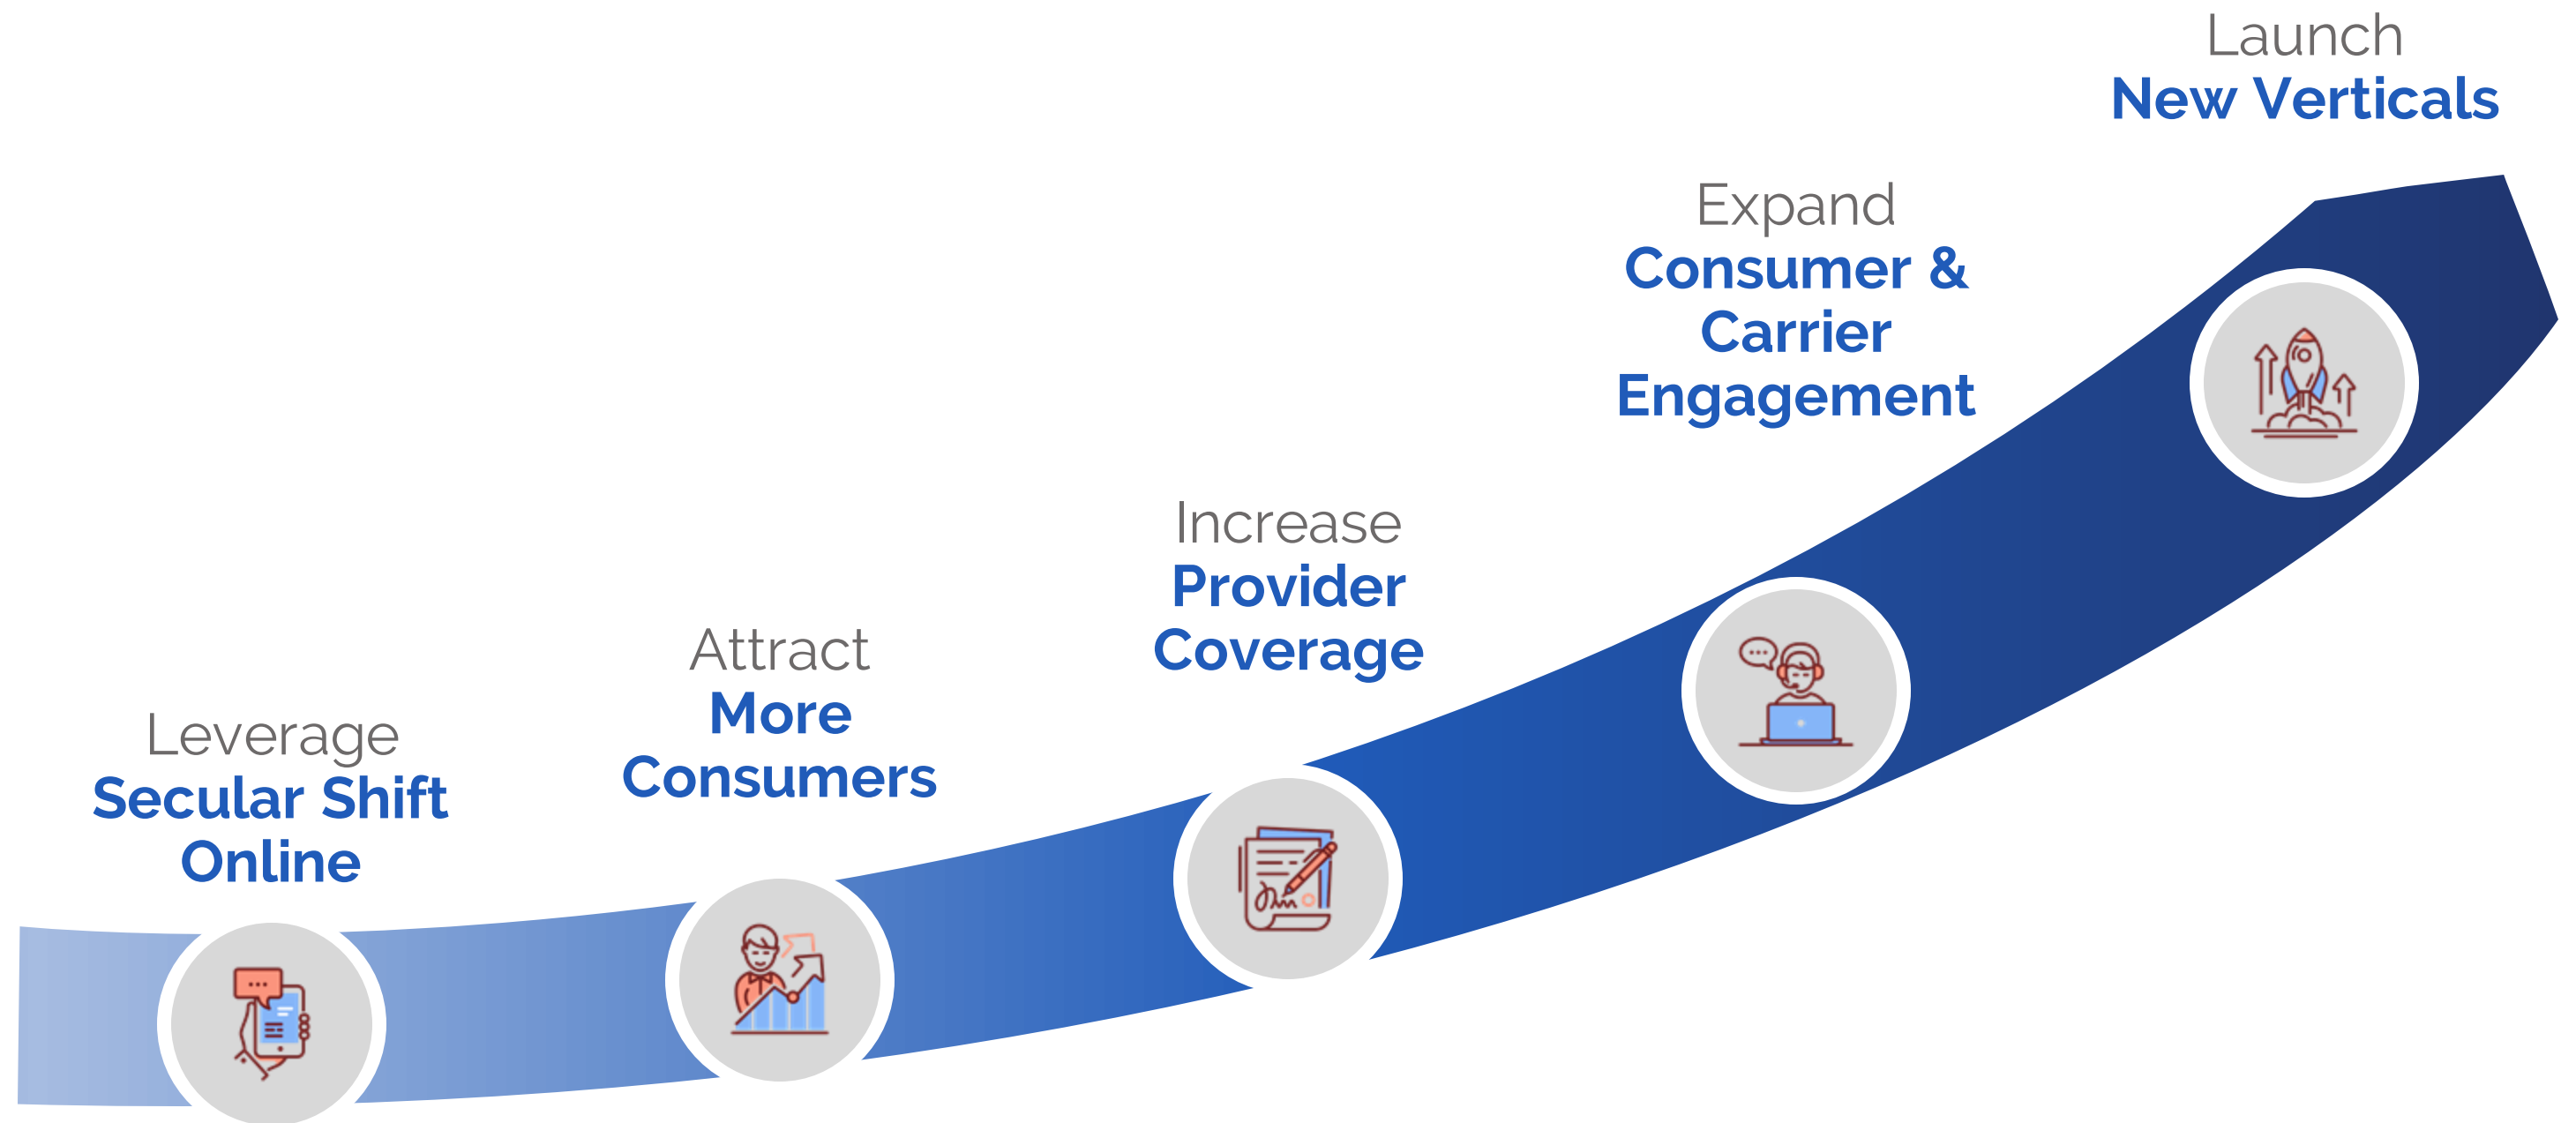 Leverage
Secular Shift
Online
Attract
More
Consumers
Increase
Provider
Coverage
Expand
Consumer &
Carrier
Engagement
Launch
New Verticals